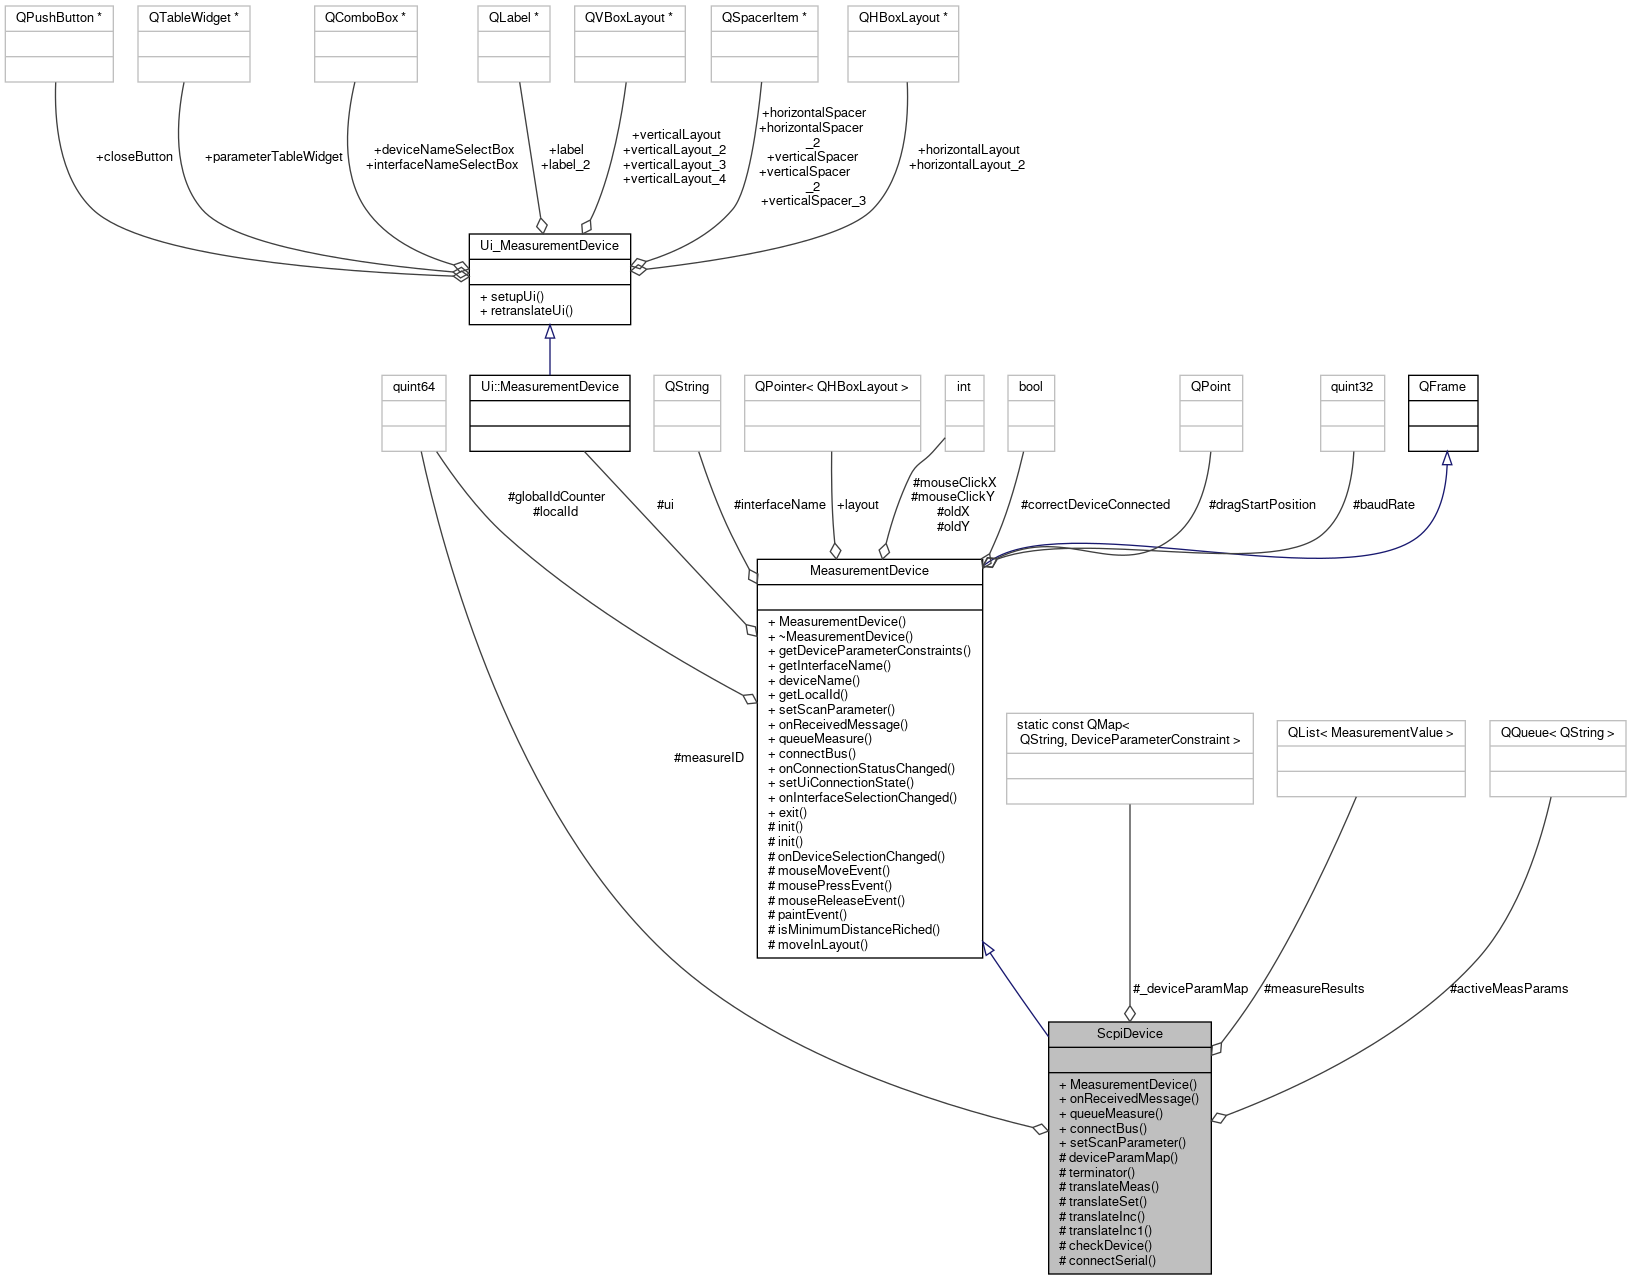 QPushButton *
QTableWidget *
QComboBox *
QLabel *
QVBoxLayout *
QSpacerItem *
QHBoxLayout *
+closeButton
+parameterTableWidget
+deviceNameSelectBox
+interfaceNameSelectBox
+label
+label_2
+verticalLayout
+verticalLayout_2
+verticalLayout_3
+verticalLayout_4
+horizontalSpacer
+horizontalSpacer
_2
+verticalSpacer
+verticalSpacer
_2
+verticalSpacer_3
+horizontalLayout
+horizontalLayout_2
Ui_MeasurementDevice
+ setupUi()
+ retranslateUi()
quint64
Ui::MeasurementDevice
QString
QPointer< QHBoxLayout >
int
bool
QPoint
quint32
QFrame
#globalIdCounter
#localId
#ui
#interfaceName
+layout
#mouseClickX
#mouseClickY
#oldX
#oldY
#correctDeviceConnected
#dragStartPosition
#baudRate
MeasurementDevice
+ MeasurementDevice()
+ ~MeasurementDevice()
+ getDeviceParameterConstraints()
+ getInterfaceName()
+ deviceName()
+ getLocalId()
+ setScanParameter()
+ onReceivedMessage()
+ queueMeasure()
+ connectBus()
+ onConnectionStatusChanged()
+ setUiConnectionState()
+ onInterfaceSelectionChanged()
+ exit()
# init()
# init()
# onDeviceSelectionChanged()
# mouseMoveEvent()
# mousePressEvent()
# mouseReleaseEvent()
# paintEvent()
# isMinimumDistanceRiched()
# moveInLayout()
#measureID
static const QMap<
QString, DeviceParameterConstraint >
QList< MeasurementValue >
QQueue< QString >
#_deviceParamMap
#measureResults
#activeMeasParams
ScpiDevice
+ MeasurementDevice()
+ onReceivedMessage()
+ queueMeasure()
+ connectBus()
+ setScanParameter()
# deviceParamMap()
# terminator()
# translateMeas()
# translateSet()
# translateInc()
# translateInc1()
# checkDevice()
# connectSerial()